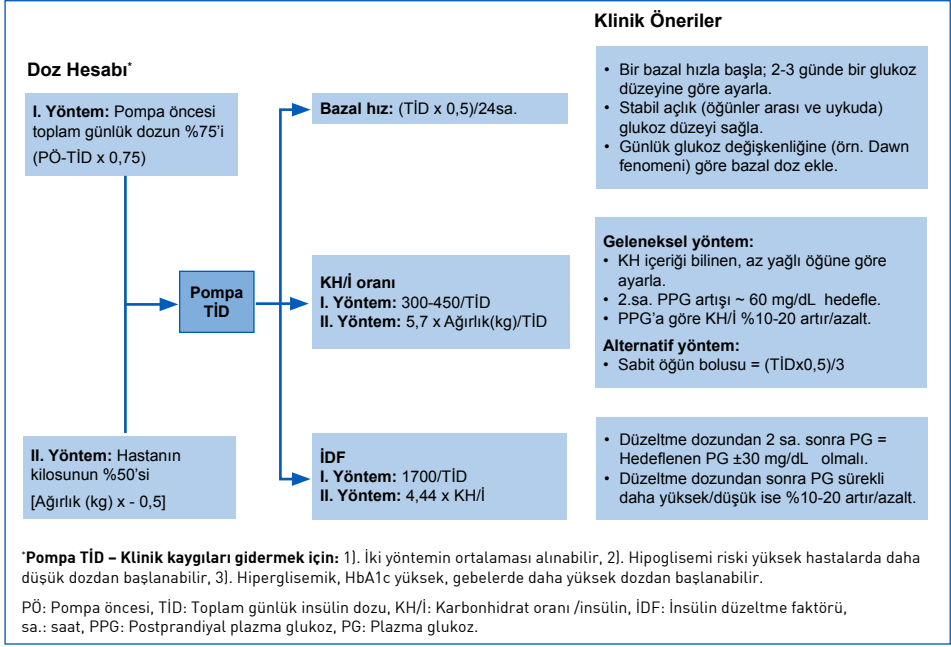 Klinik Öneriler
Doz Hesabı*
I. Yöntem: Pompa öncesi
toplam günlük dozun %75'i
(PÖ-TİD x 0,75)
II. Yöntem: Hastanın
kilosunun %50'si
[Ağırlık (kg) x - 0,5]
Pompa
TİD
Bazal hız: (TİD x 0,5)/24sa.
KH/İ oranı
I. Yöntem: 300-450/TİD
II. Yöntem: 5,7 x Ağırlık(kg)/TİD
İDF
I. Yöntem: 1700/TİD
II. Yöntem: 4,44 x KH/İ
• Bir bazal hızla başla; 2-3 günde bir glukoz
düzeyine göre ayarla.
• Stabil açlık (öğünler arası ve uykuda)
glukoz düzeyi sağla.
• Günlük glukoz değişkenliğine (örn. Dawn
fenomeni) göre bazal doz ekle.
Geleneksel yöntem:
• KH içeriği bilinen, az yağlı öğüne göre
ayarla.
• 2.sa. PPG artışı ~ 60 mg/dL hedefle.
• PPG'a göre KH/İ %10-20 artır/azalt.
Alternatif yöntem:
• Sabit öğün bolusu = (TİDx0,5)/3
• Düzeltme dozundan 2 sa. sonra PG =
Hedeflenen PG ±30 mg/dL olmalı.
• Düzeltme dozundan sonra PG sürekli
daha yüksek/düşük ise %10-20 artır/azalt.
*Pompa TİD – Klinik kaygıları gidermek için: 1). İki yöntemin ortalaması alınabilir, 2). Hipoglisemi riski yüksek hastalarda daha
düşük dozdan başlanabilir, 3). Hiperglisemik, HbA1c yüksek, gebelerde daha yüksek dozdan başlanabilir.
PÖ: Pompa öncesi, TİD: Toplam günlük insülin dozu, KH/İ: Karbonhidrat oranı /insülin, İDF: İnsülin düzeltme faktörü,
sa.: saat, PPG: Postprandiyal plazma glukoz, PG: Plazma glukoz.